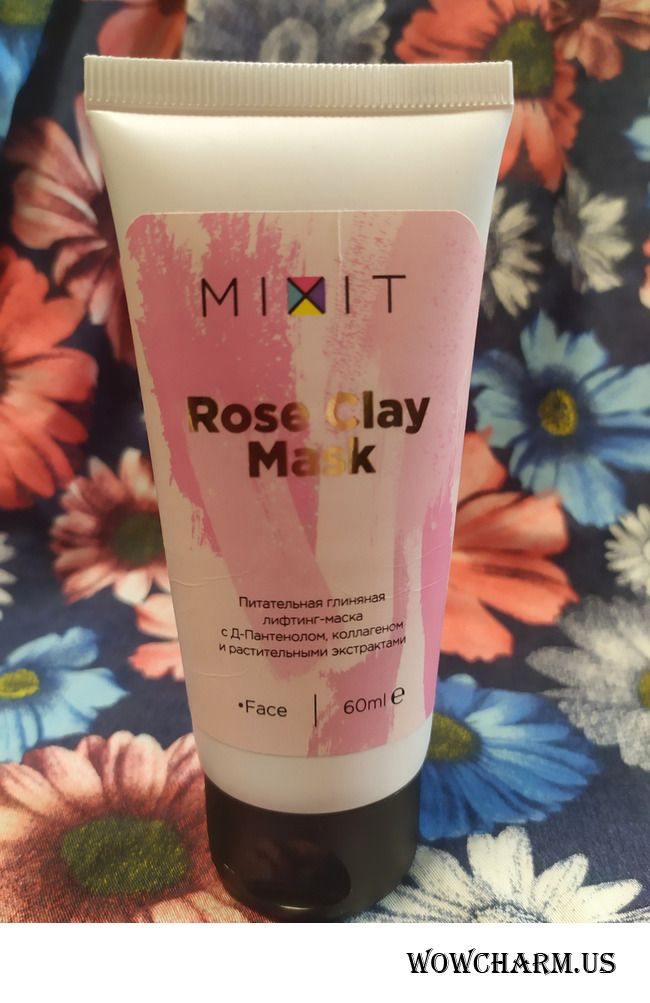 MIXIT
Rose Clay
Mask
Питательная глиняная
лифтинг-маска
с Д-Пантенолом, коллагеном
и растительными экстрактами
•Face | 60ml ℮
WOWCHARM.US